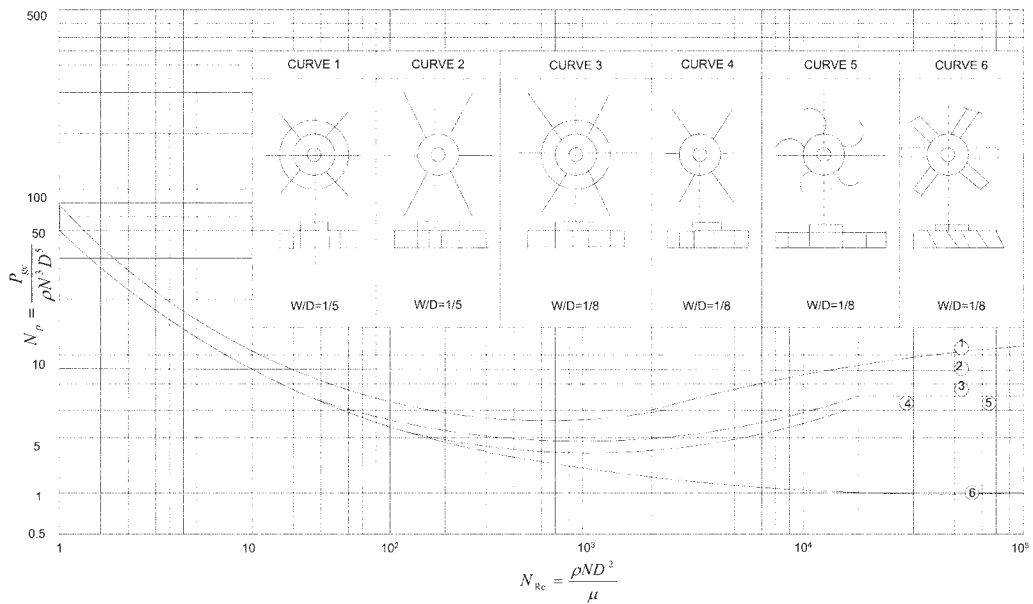 500
CURVE 1 CURVE 2 CURVE 3 CURVE 4 CURVE 5 CURVE 6
100
50
N_p = P_gc / ρN³D⁵
W/D=1/5 W/D=1/5 W/D=1/8 W/D=1/8 W/D=1/8 W/D=1/8
1
10
2
3
4 5
5
1
6
0.5
1 10 10² 10³ 10⁴ 10⁵
N_Re = ρND² / μ